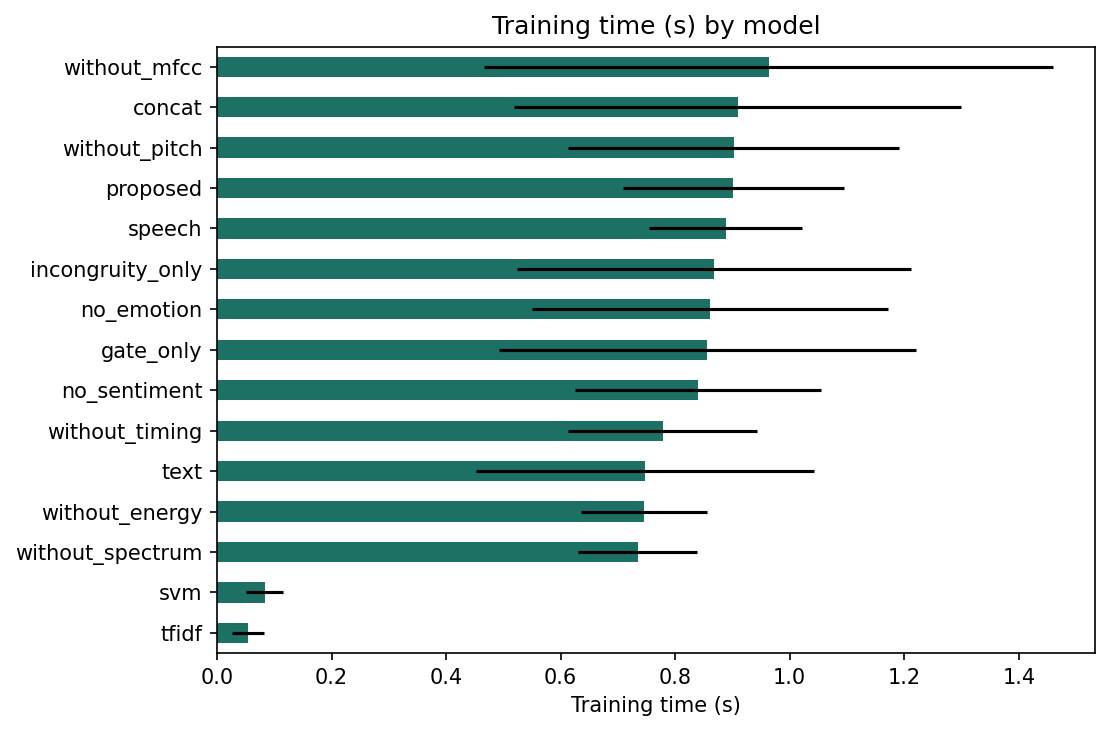 Training time (s) by model
without_mfcc
concat
without_pitch
proposed
speech
incongruity_only
no_emotion
gate_only
no_sentiment
without_timing
text
without_energy
without_spectrum
svm
tfidf
0.0 0.2 0.4 0.6 0.8 1.0 1.2 1.4
Training time (s)